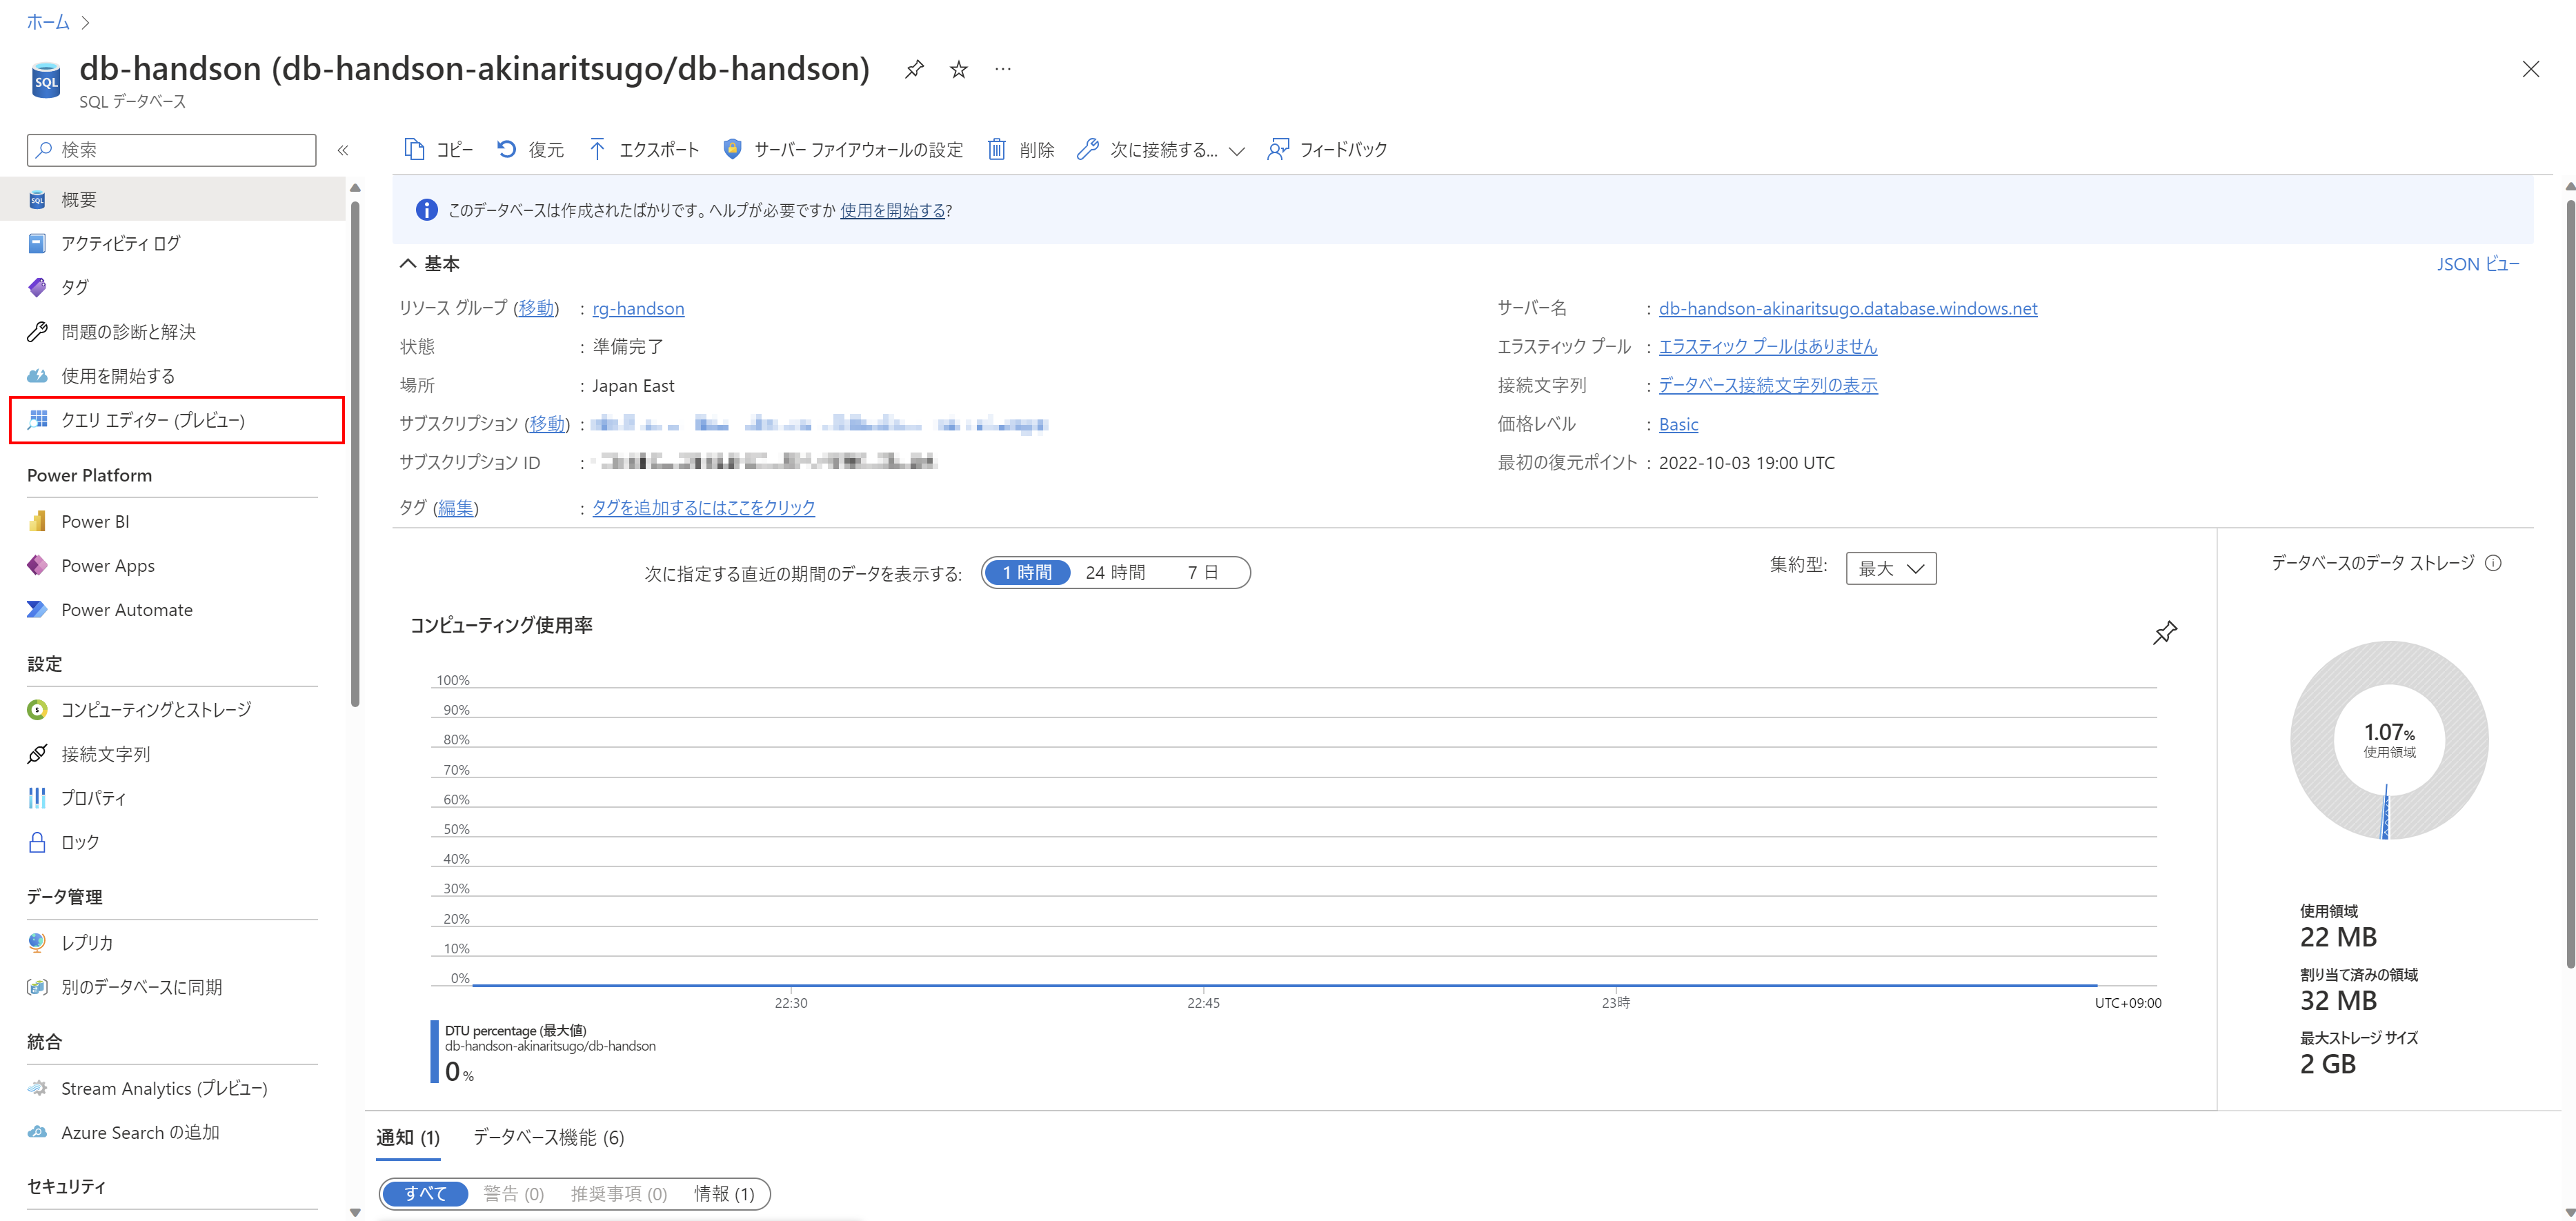 ホーム
db-handson (db-handson-akinaritsugo/db-handson)
SQL データベース
検索
コピー 復元 エクスポート サーバー ファイアウォールの設定 削除 次に接続する... フィードバック
概要
アクティビティ ログ
タグ
問題の診断と解決
使用を開始する
クエリ エディター (プレビュー)
Power Platform
Power BI
Power Apps
Power Automate
設定
コンピューティングとストレージ
接続文字列
プロパティ
ロック
データ管理
レプリカ
別のデータベースに同期
統合
Stream Analytics (プレビュー)
Azure Search の追加
セキュリティ
このデータベースは作成されたばかりです。ヘルプが必要ですか 使用を開始する?
基本
JSON ビュー
リソース グループ (移動) : rg-handson
状態 : 準備完了
場所 : Japan East
サブスクリプション (移動) :
サブスクリプション ID :
タグ (編集) : タグを追加するにはここをクリック
サーバー名 : db-handson-akinaritsugo.database.windows.net
エラスティック プール : エラスティック プールはありません
接続文字列 : データベース接続文字列の表示
価格レベル : Basic
最初の復元ポイント : 2022-10-03 19:00 UTC
次に指定する直近の期間のデータを表示する: 1 時間 24 時間 7 日
集約型: 最大
コンピューティング使用率
100%
90%
80%
70%
60%
50%
40%
30%
20%
10%
0%
22:30 22:45 23時 UTC+09:00
DTU percentage (最大値)
db-handson-akinaritsugo/db-handson
0 %
データベースのデータ ストレージ
1.07%
使用領域
使用領域
22 MB
割り当て済みの領域
32 MB
最大ストレージ サイズ
2 GB
通知 (1) データベース機能 (6)
すべて 警告 (0) 推奨事項 (0) 情報 (1)
SQL